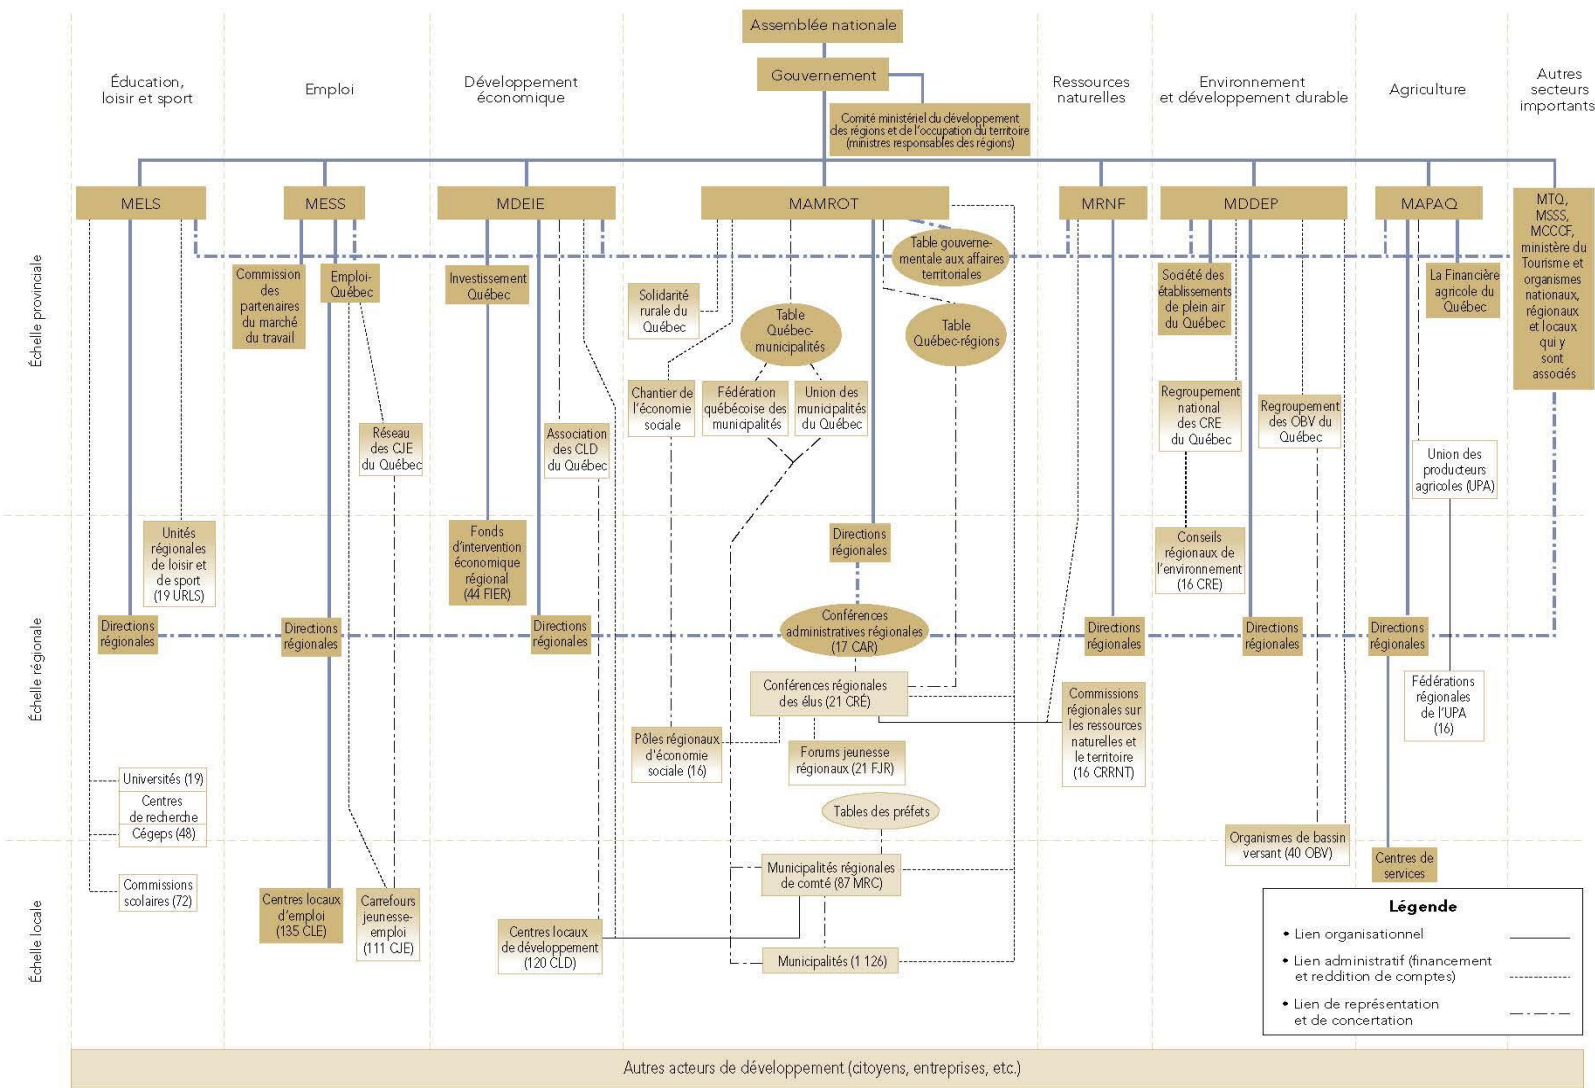 Assemblée nationale
Gouvernement
Comité ministériel du développement
des régions et de l'occupation du territoire
(ministres responsables des régions)
Éducation,
loisir et sport
Emploi
Développement
économique
Ressources
naturelles
Environnement
et développement durable
Agriculture
Autres
secteurs
importants
Échelle provinciale
MELS
MESS
MDEIE
MAMROT
MRNF
MDDEP
MAPAQ
MTQ,
MSSS,
MCCCF,
ministère du
Tourisme et
organismes
nationaux,
régionaux
et locaux
qui y
sont
associés
Commission
des
partenaires
du marché
du travail
Emploi-
Québec
Investissement
Québec
Solidarité
rurale du
Québec
Table gouverne-
mentale aux affaires
territoriales
Table
Québec-
municipalités
Table
Québec-régions
Société des
établissements
de plein air
du Québec
La Financière
agricole du
Québec
Réseau
des CJE
du Québec
Association
des CLD
du Québec
Chantier de
l'économie
sociale
Fédération
québécoise des
municipalités
Union des
municipalités
du Québec
Regroupement
national
des CRE
du Québec
Regroupement
des OBV du
Québec
Union des
producteurs
agricoles (UPA)
Échelle régionale
Unités
régionales
de loisir et
de sport
(19 URLS)
Fonds
d'intervention
économique
régional
(44 FIER)
Directions
régionales
Conseils
régionaux de
l'environnement
(16 CRE)
Directions
régionales
Directions
régionales
Directions
régionales
Conférences
administratives régionales
(17 CAR)
Directions
régionales
Directions
régionales
Directions
régionales
Conférences régionales
des élus (21 CRÉ)
Commissions
régionales sur
les ressources
naturelles et
le territoire
(16 CRRNT)
Fédérations
régionales
de l'UPA
(16)
Pôles régionaux
d'économie
sociale (16)
Forums jeunesse
régionaux (21 FJR)
Universités (19)
Centres
de recherche
Cégeps (48)
Tables des préfets
Organismes de bassin
versant (40 OBV)
Échelle locale
Commissions
scolaires (72)
Centres locaux
d'emploi
(135 CLE)
Carrefours
jeunesse-
emploi
(111 CJE)
Centres locaux
de développement
(120 CLD)
Municipalités régionales
de comté (87 MRC)
Municipalités (1 126)
Centres de
services
Légende
• Lien organisationnel
• Lien administratif (financement
et reddition de comptes)
• Lien de représentation
et de concertation
Autres acteurs de développement (citoyens, entreprises, etc.)